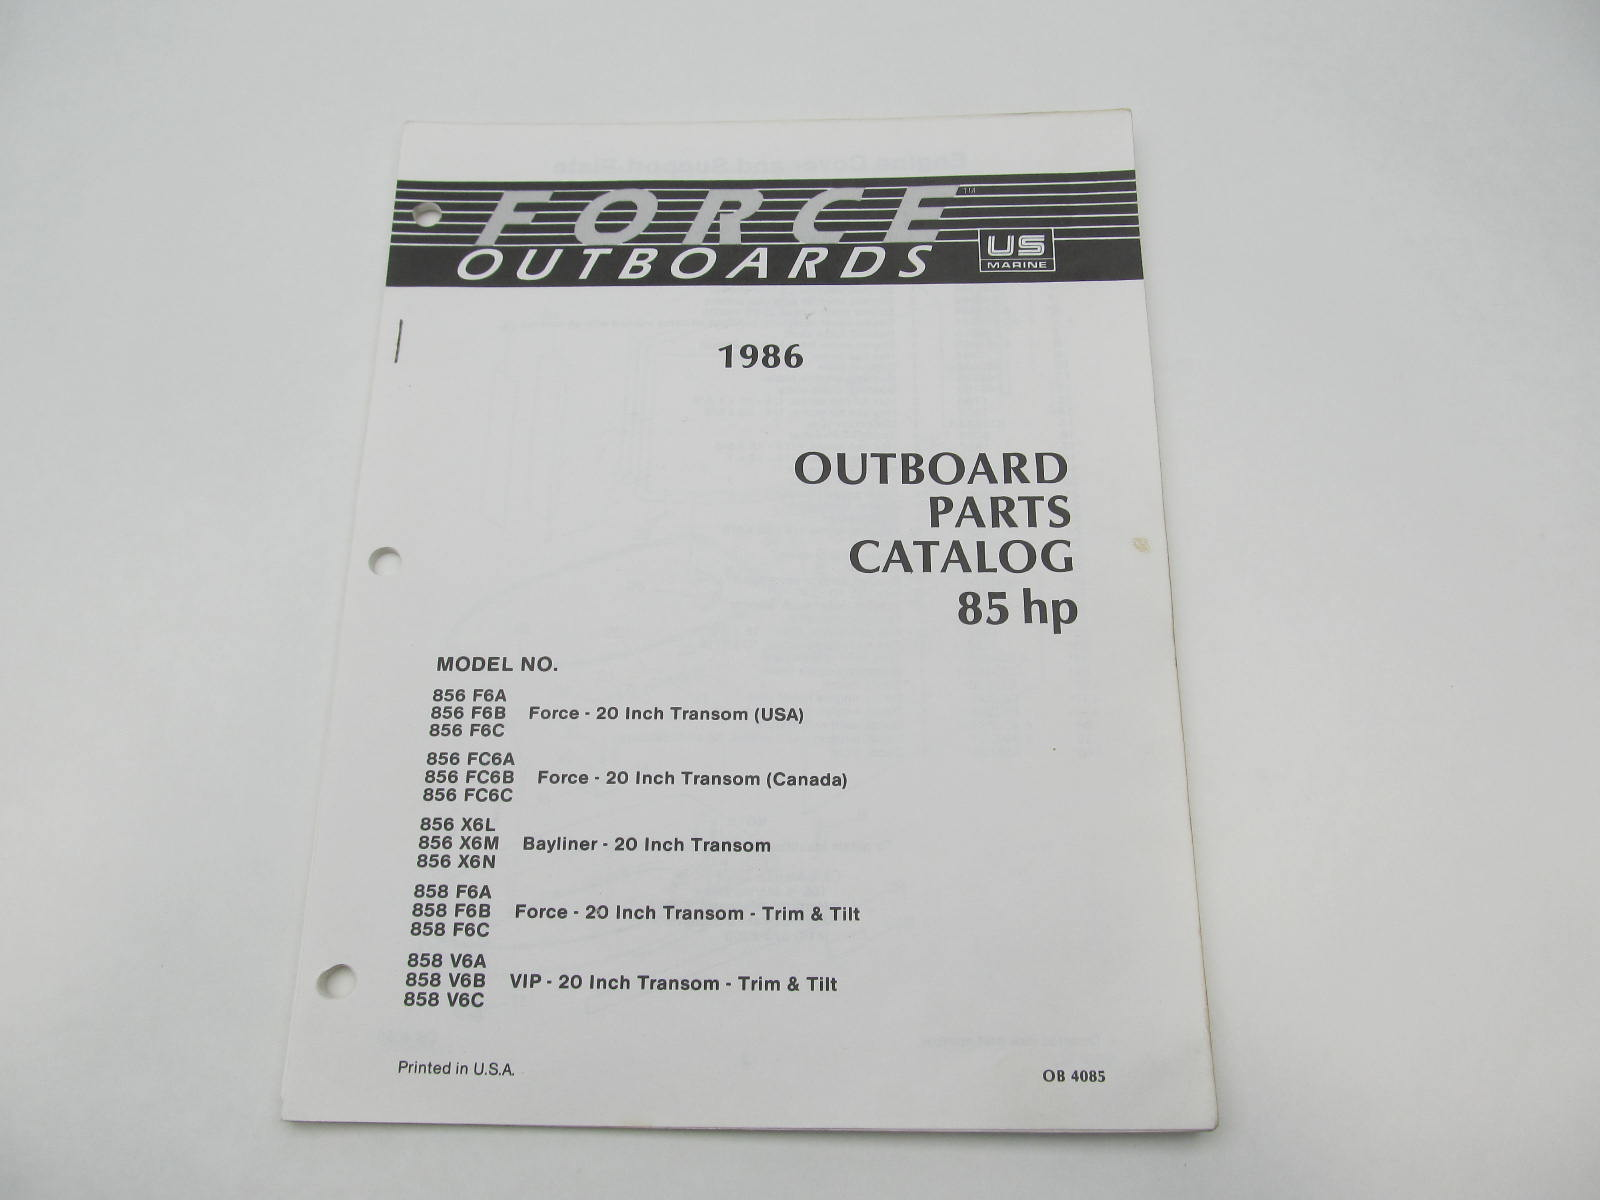 FORCE™
OUTBOARDS
US
MARINE
1986
OUTBOARD
PARTS
CATALOG
85 hp
MODEL NO.
856 F6A
856 F6B Force - 20 Inch Transom (USA)
856 F6C
856 FC6A
856 FC6B Force - 20 Inch Transom (Canada)
856 FC6C
856 X6L
856 X6M Bayliner - 20 Inch Transom
856 X6N
858 F6A
858 F6B Force - 20 Inch Transom - Trim & Tilt
858 F6C
858 V6A
858 V6B VIP - 20 Inch Transom - Trim & Tilt
858 V6C
Printed in U.S.A.
OB 4085